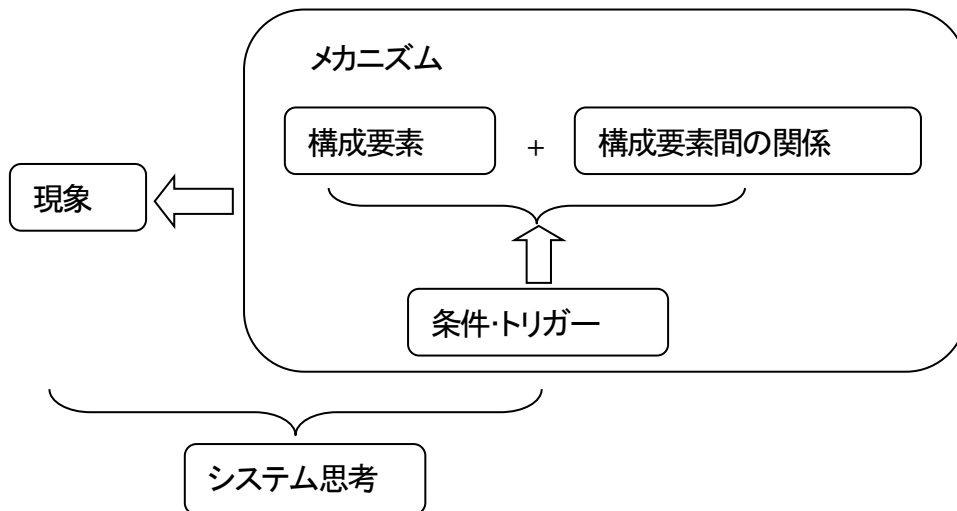 メカニズム
構成要素
+
構成要素間の関係
現象
条件・トリガー
システム思考